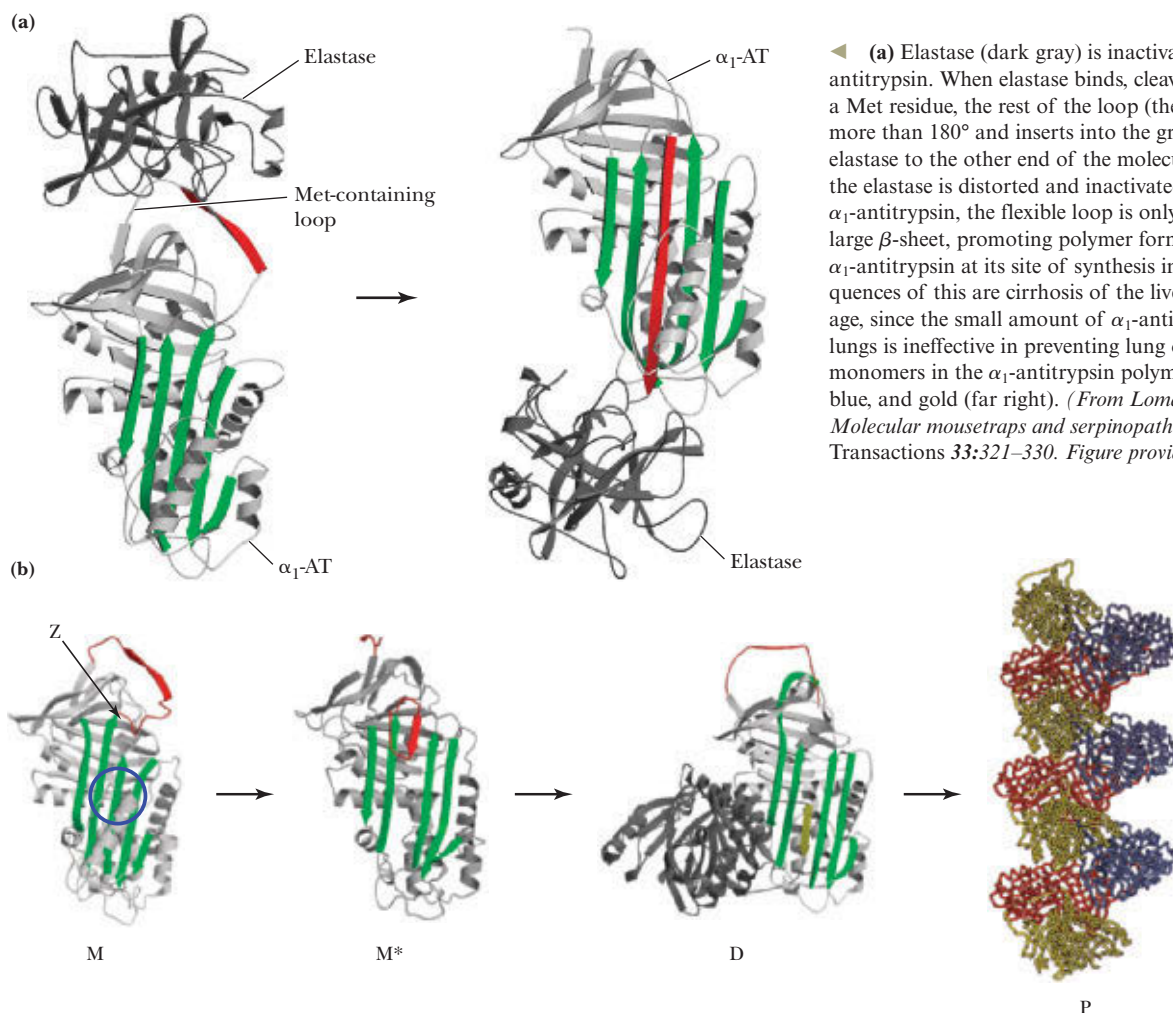 (a)
Elastase
Met-containing
loop
α₁-AT
α₁-AT
Elastase
◄ (a) Elastase (dark gray) is inactiva
antitrypsin. When elastase binds, cleav
a Met residue, the rest of the loop (the
more than 180° and inserts into the gr
elastase to the other end of the molect
the elastase is distorted and inactivate
α₁-antitrypsin, the flexible loop is only
large β-sheet, promoting polymer form
α₁-antitrypsin at its site of synthesis in
quences of this are cirrhosis of the live
age, since the small amount of α₁-anti
lungs is ineffective in preventing lung
monomers in the α₁-antitrypsin polym
blue, and gold (far right). (From Loma
Molecular mousetraps and serpinopath
Transactions 33:321–330. Figure provi
(b)
Z
M
M*
D
P